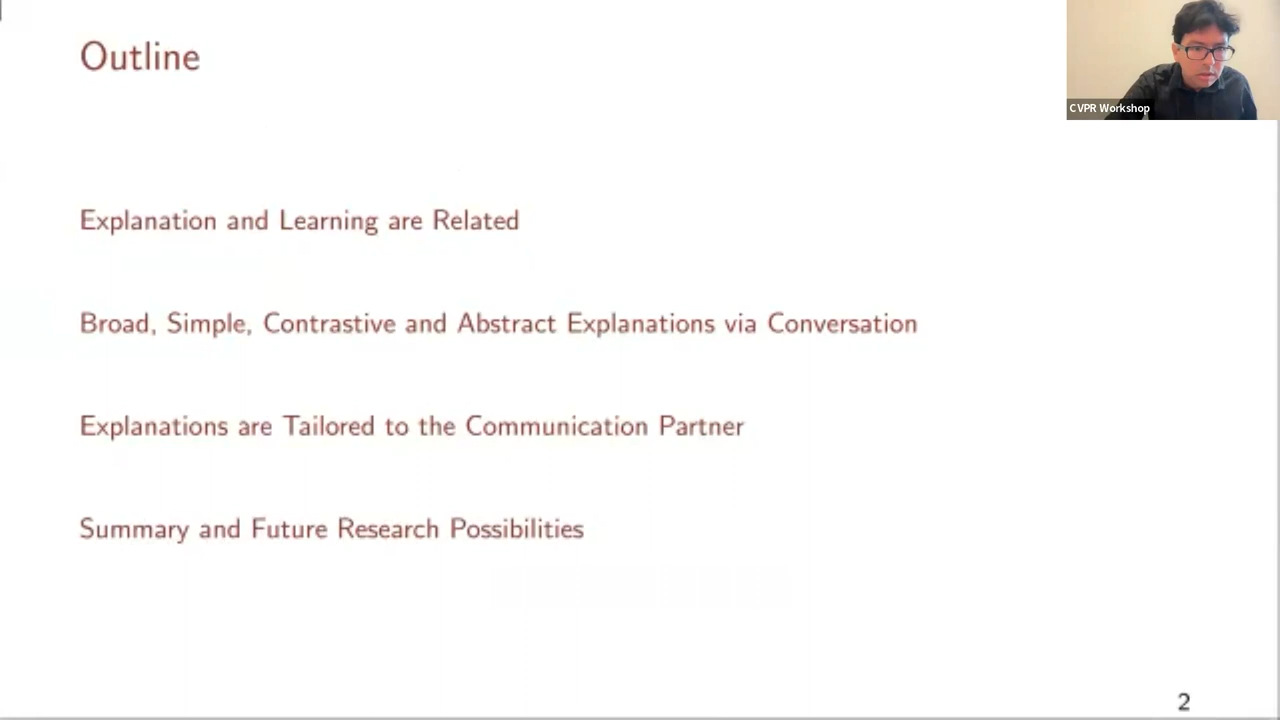 Outline
CVPR Workshop
Explanation and Learning are Related
Broad, Simple, Contrastive and Abstract Explanations via Conversation
Explanations are Tailored to the Communication Partner
Summary and Future Research Possibilities
2